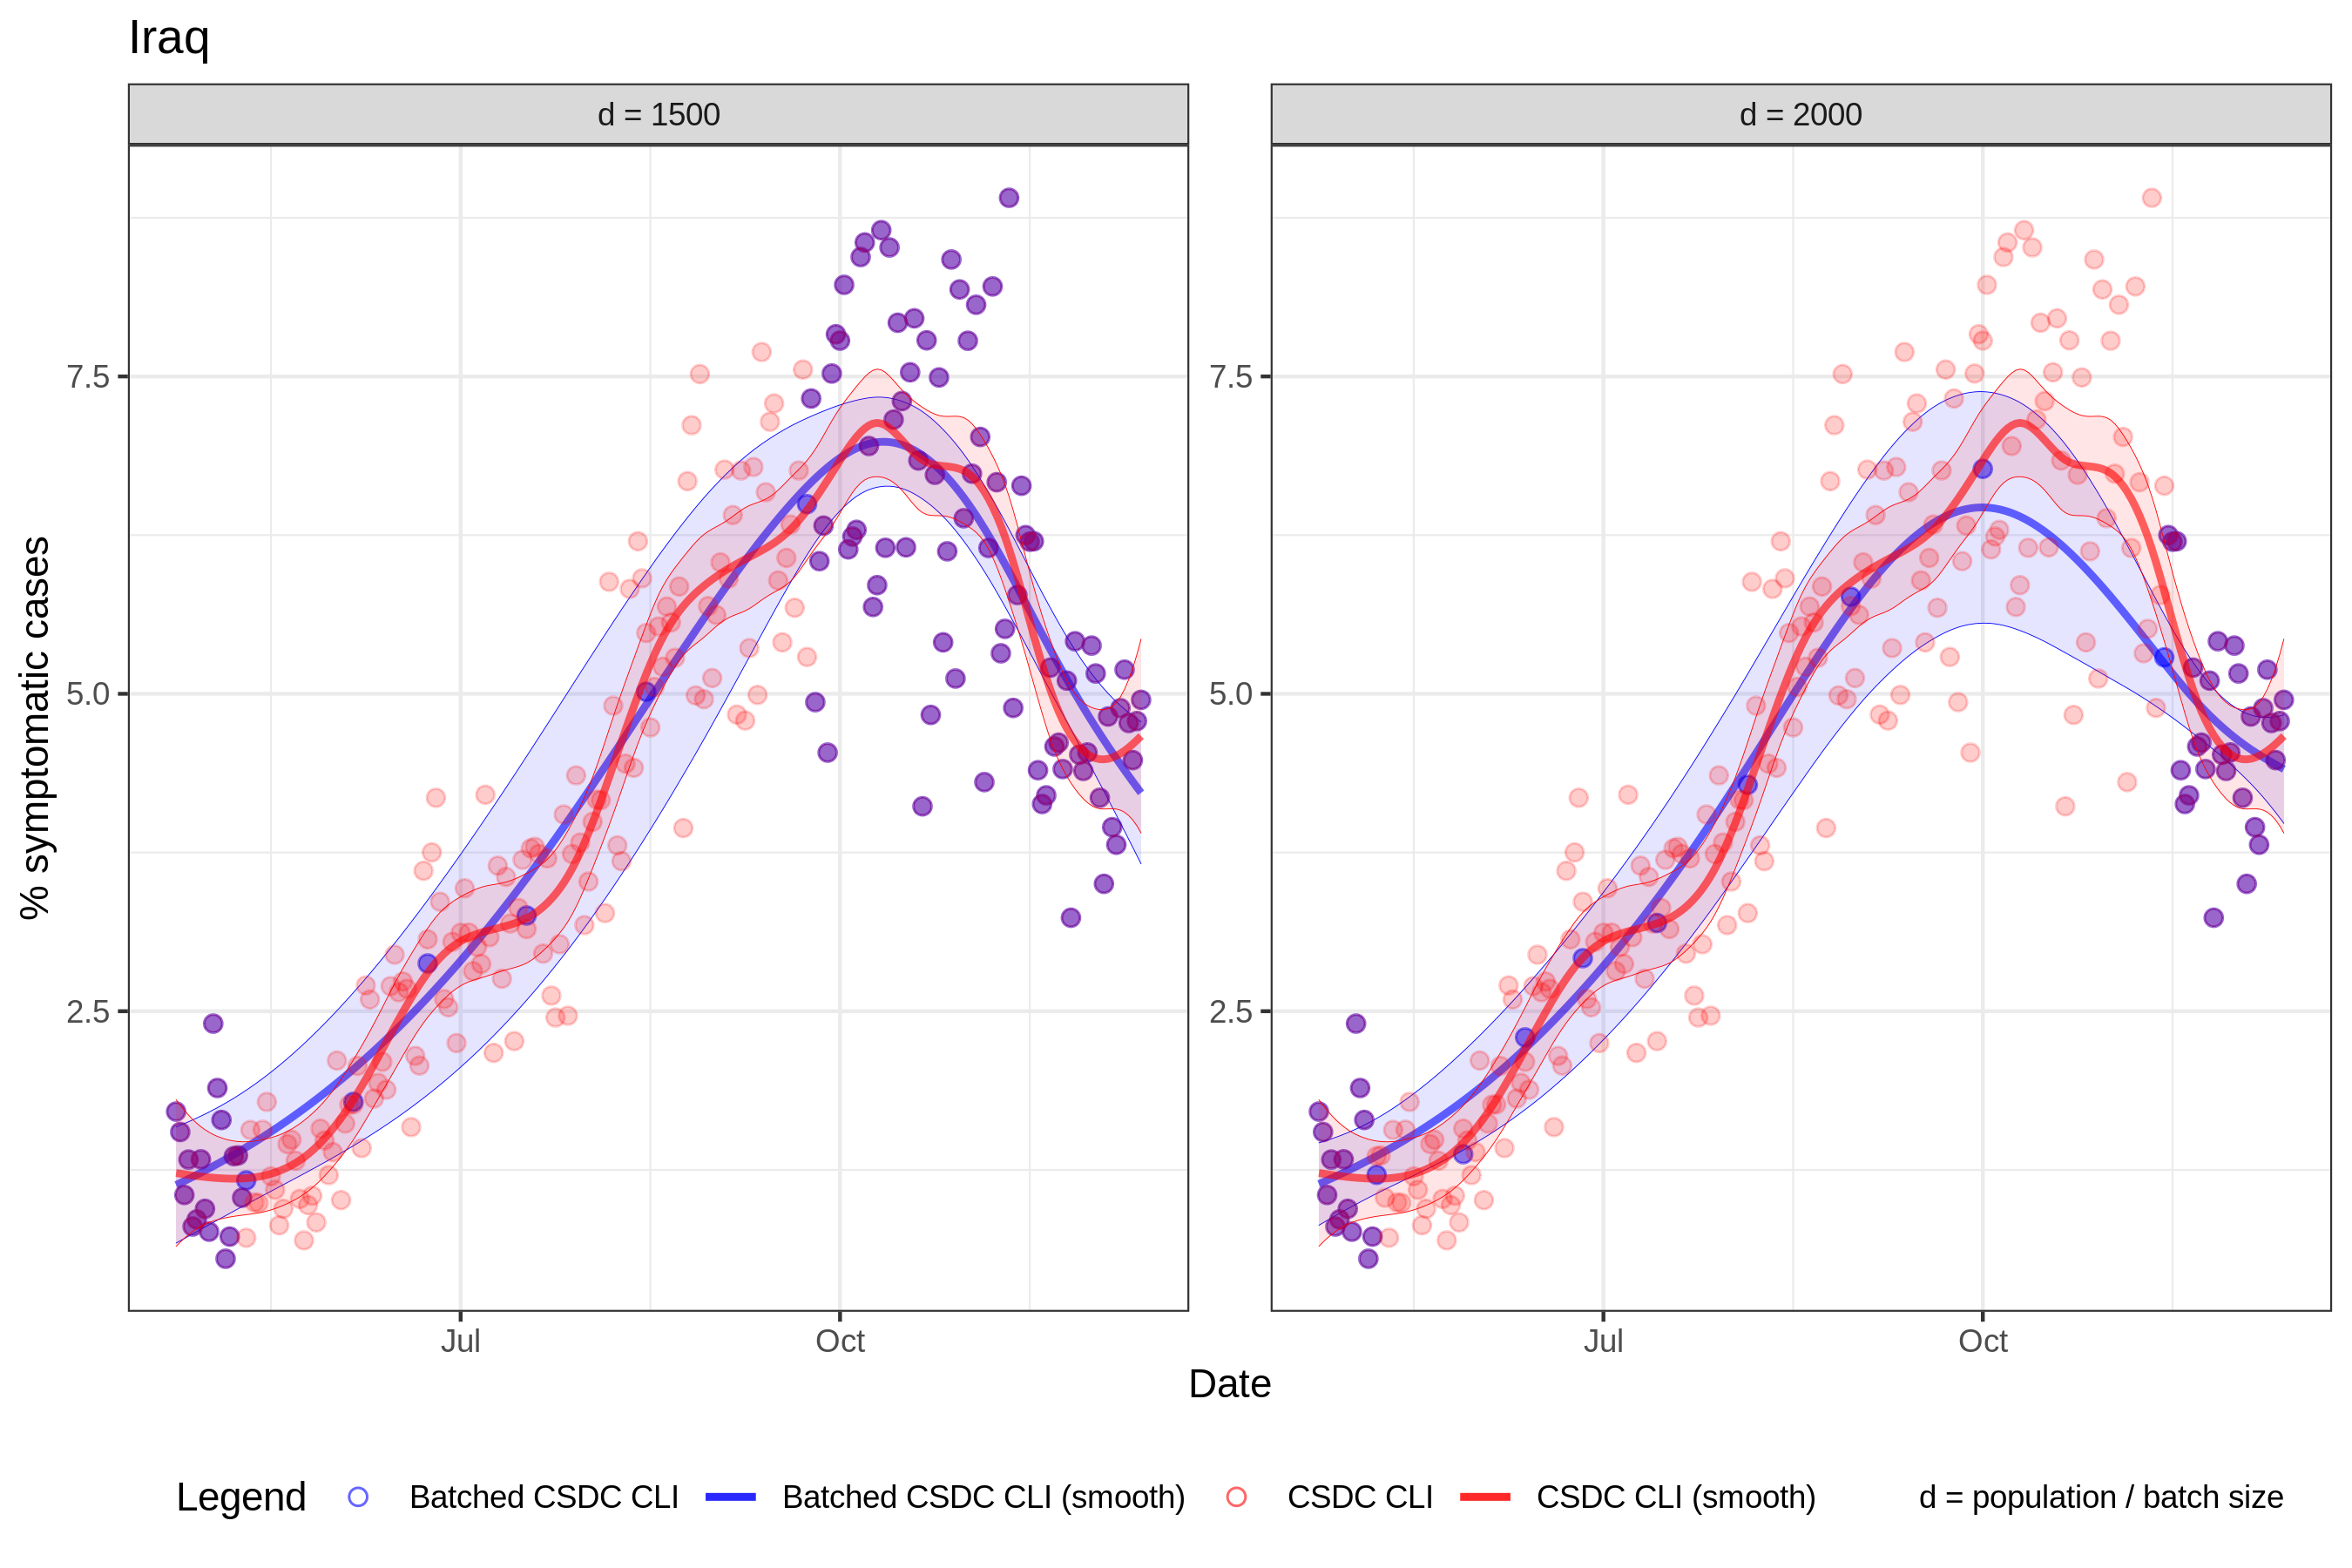 Iraq
d = 1500
d = 2000
% symptomatic cases
7.5
5.0
2.5
7.5
5.0
2.5
Jul
Oct
Jul
Oct
Date
Legend
Batched CSDC CLI
Batched CSDC CLI (smooth)
CSDC CLI
CSDC CLI (smooth)
d = population / batch size